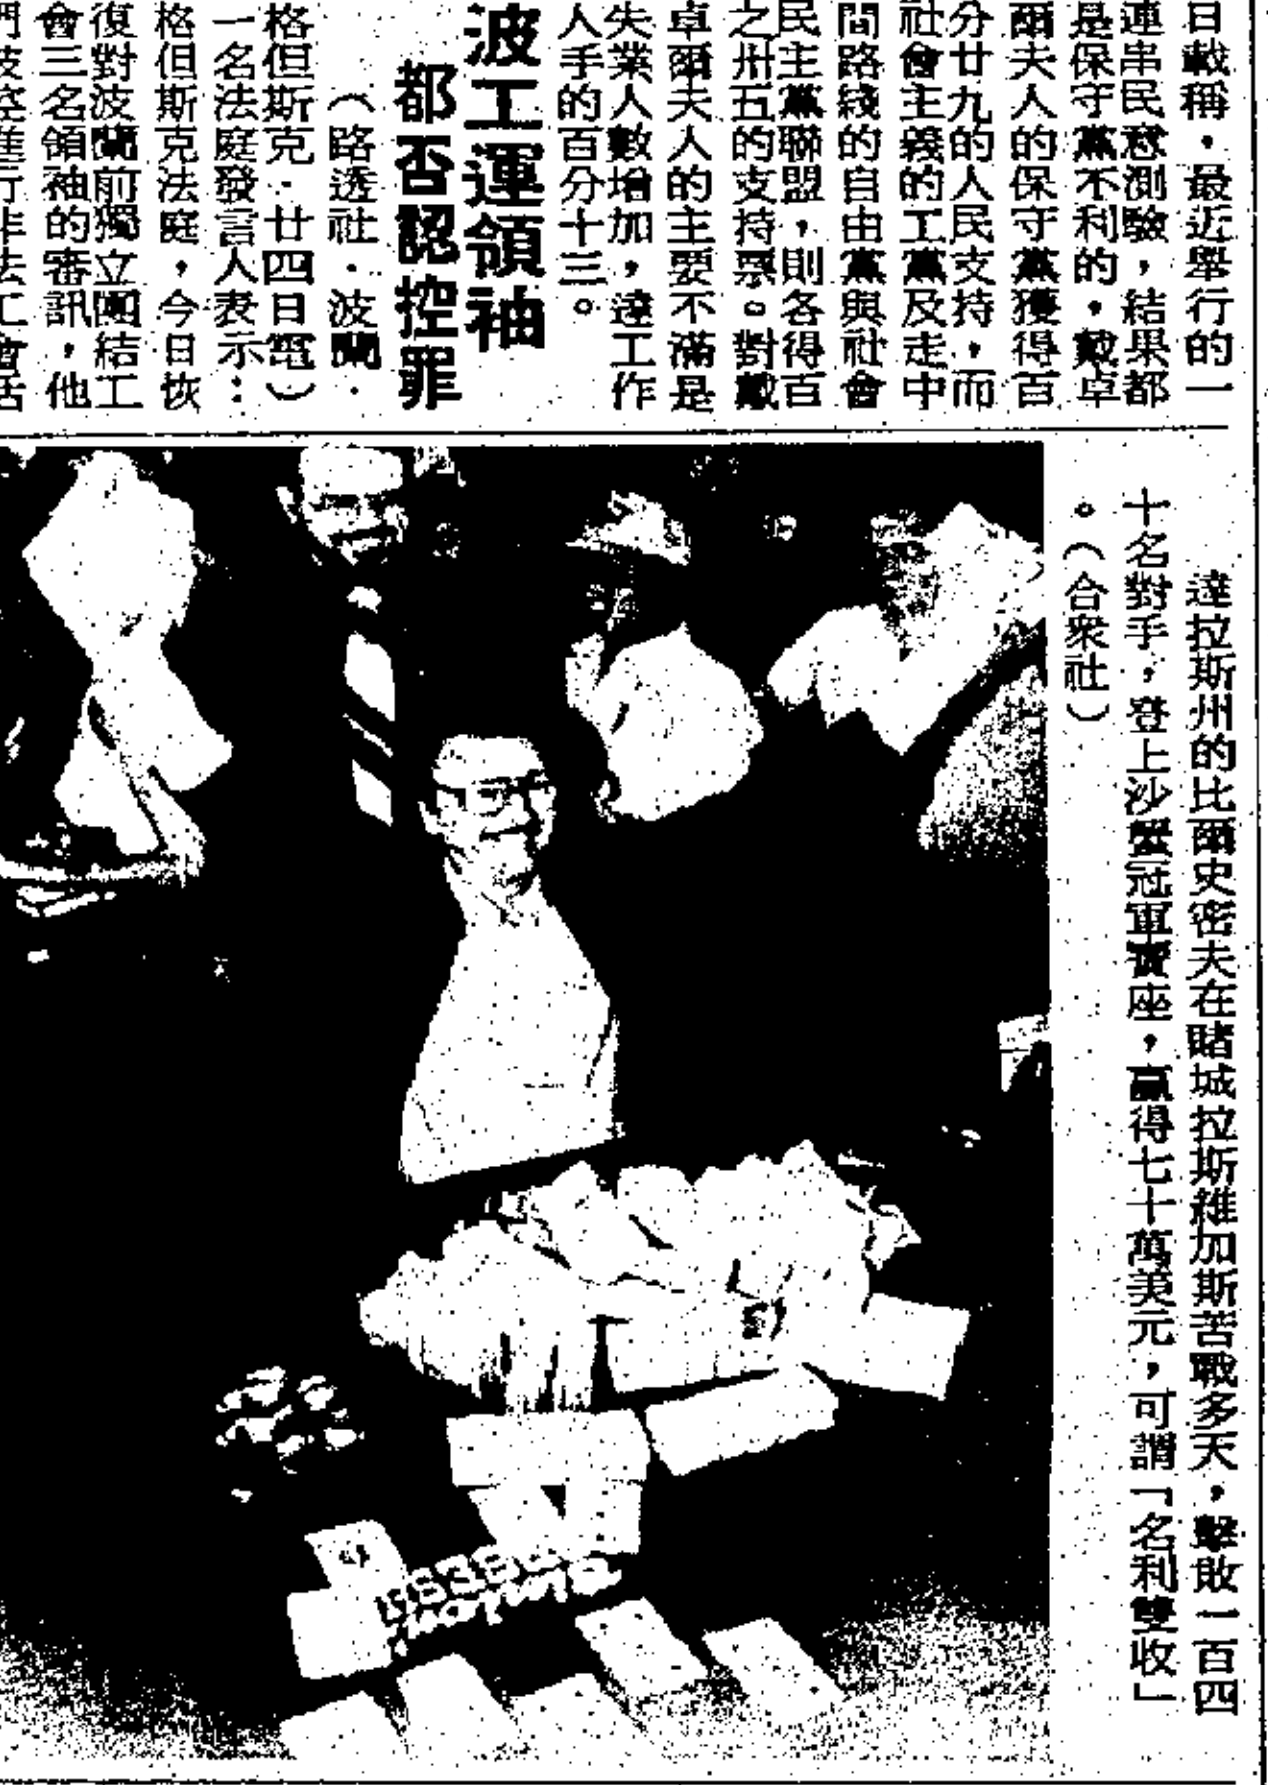 日載稱，最近舉行的一
連串民意測驗，結果都
是保守黨不利的，戴卓
爾夫人的保守黨獲得百
分廿九的人民支持，而
社會主義的工黨及走中
間路綫的自由黨與社會
民主黨聯盟，則各得百
之卅五的支持票。對戴
卓爾夫人的主要不滿是
失業人數增加，達工作
人手的百分十三。
波工運領袖
都否認控罪
（路透社．波蘭．
格但斯克．廿四日電）
一名法庭發言人表示：
格但斯克法庭，今日恢
復對波蘭前獨立團結工
會三名領袖的審訊，他
們被控進行非法工會活
達拉斯州的比爾史密夫在賭城拉斯維加斯苦戰多天，擊敗一百四
十名對手，登上沙蟹冠軍寶座，贏得七十萬美元，可謂「名利雙收」
。（合衆社）